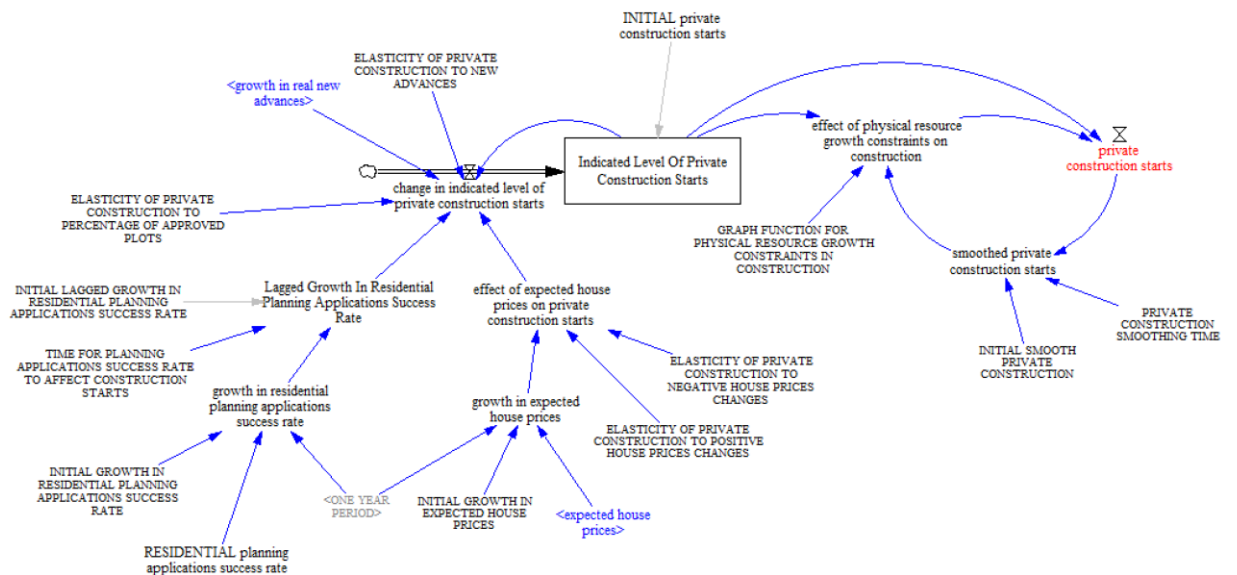 INITIAL private
construction starts
ELASTICITY OF PRIVATE
CONSTRUCTION TO NEW
ADVANCES
<growth in real new
advances>
effect of physical resource
growth constraints on
construction
private
construction starts
Indicated Level Of Private
Construction Starts
change in indicated level of
private construction starts
ELASTICITY OF PRIVATE
CONSTRUCTION TO
PERCENTAGE OF APPROVED
PLOTS
GRAPH FUNCTION FOR
PHYSICAL RESOURCE GROWTH
CONSTRAINTS IN
CONSTRUCTION
smoothed private
construction starts
INITIAL LAGGED GROWTH IN
RESIDENTIAL PLANNING
APPLICATIONS SUCCESS RATE
Lagged Growth In Residential
Planning Applications Success
Rate
effect of expected house
prices on private
construction starts
PRIVATE
CONSTRUCTION
SMOOTHING TIME
INITIAL SMOOTH
PRIVATE
CONSTRUCTION
TIME FOR PLANNING
APPLICATIONS SUCCESS RATE
TO AFFECT CONSTRUCTION
STARTS
ELASTICITY OF PRIVATE
CONSTRUCTION TO
NEGATIVE HOUSE PRICES
CHANGES
growth in residential
planning applications
success rate
growth in expected
house prices
ELASTICITY OF PRIVATE
CONSTRUCTION TO POSITIVE
HOUSE PRICES CHANGES
INITIAL GROWTH IN
RESIDENTIAL PLANNING
APPLICATIONS SUCCESS
RATE
<ONE YEAR
PERIOD>
INITIAL GROWTH IN
EXPECTED HOUSE
PRICES
<expected house
prices>
RESIDENTIAL planning
applications success rate